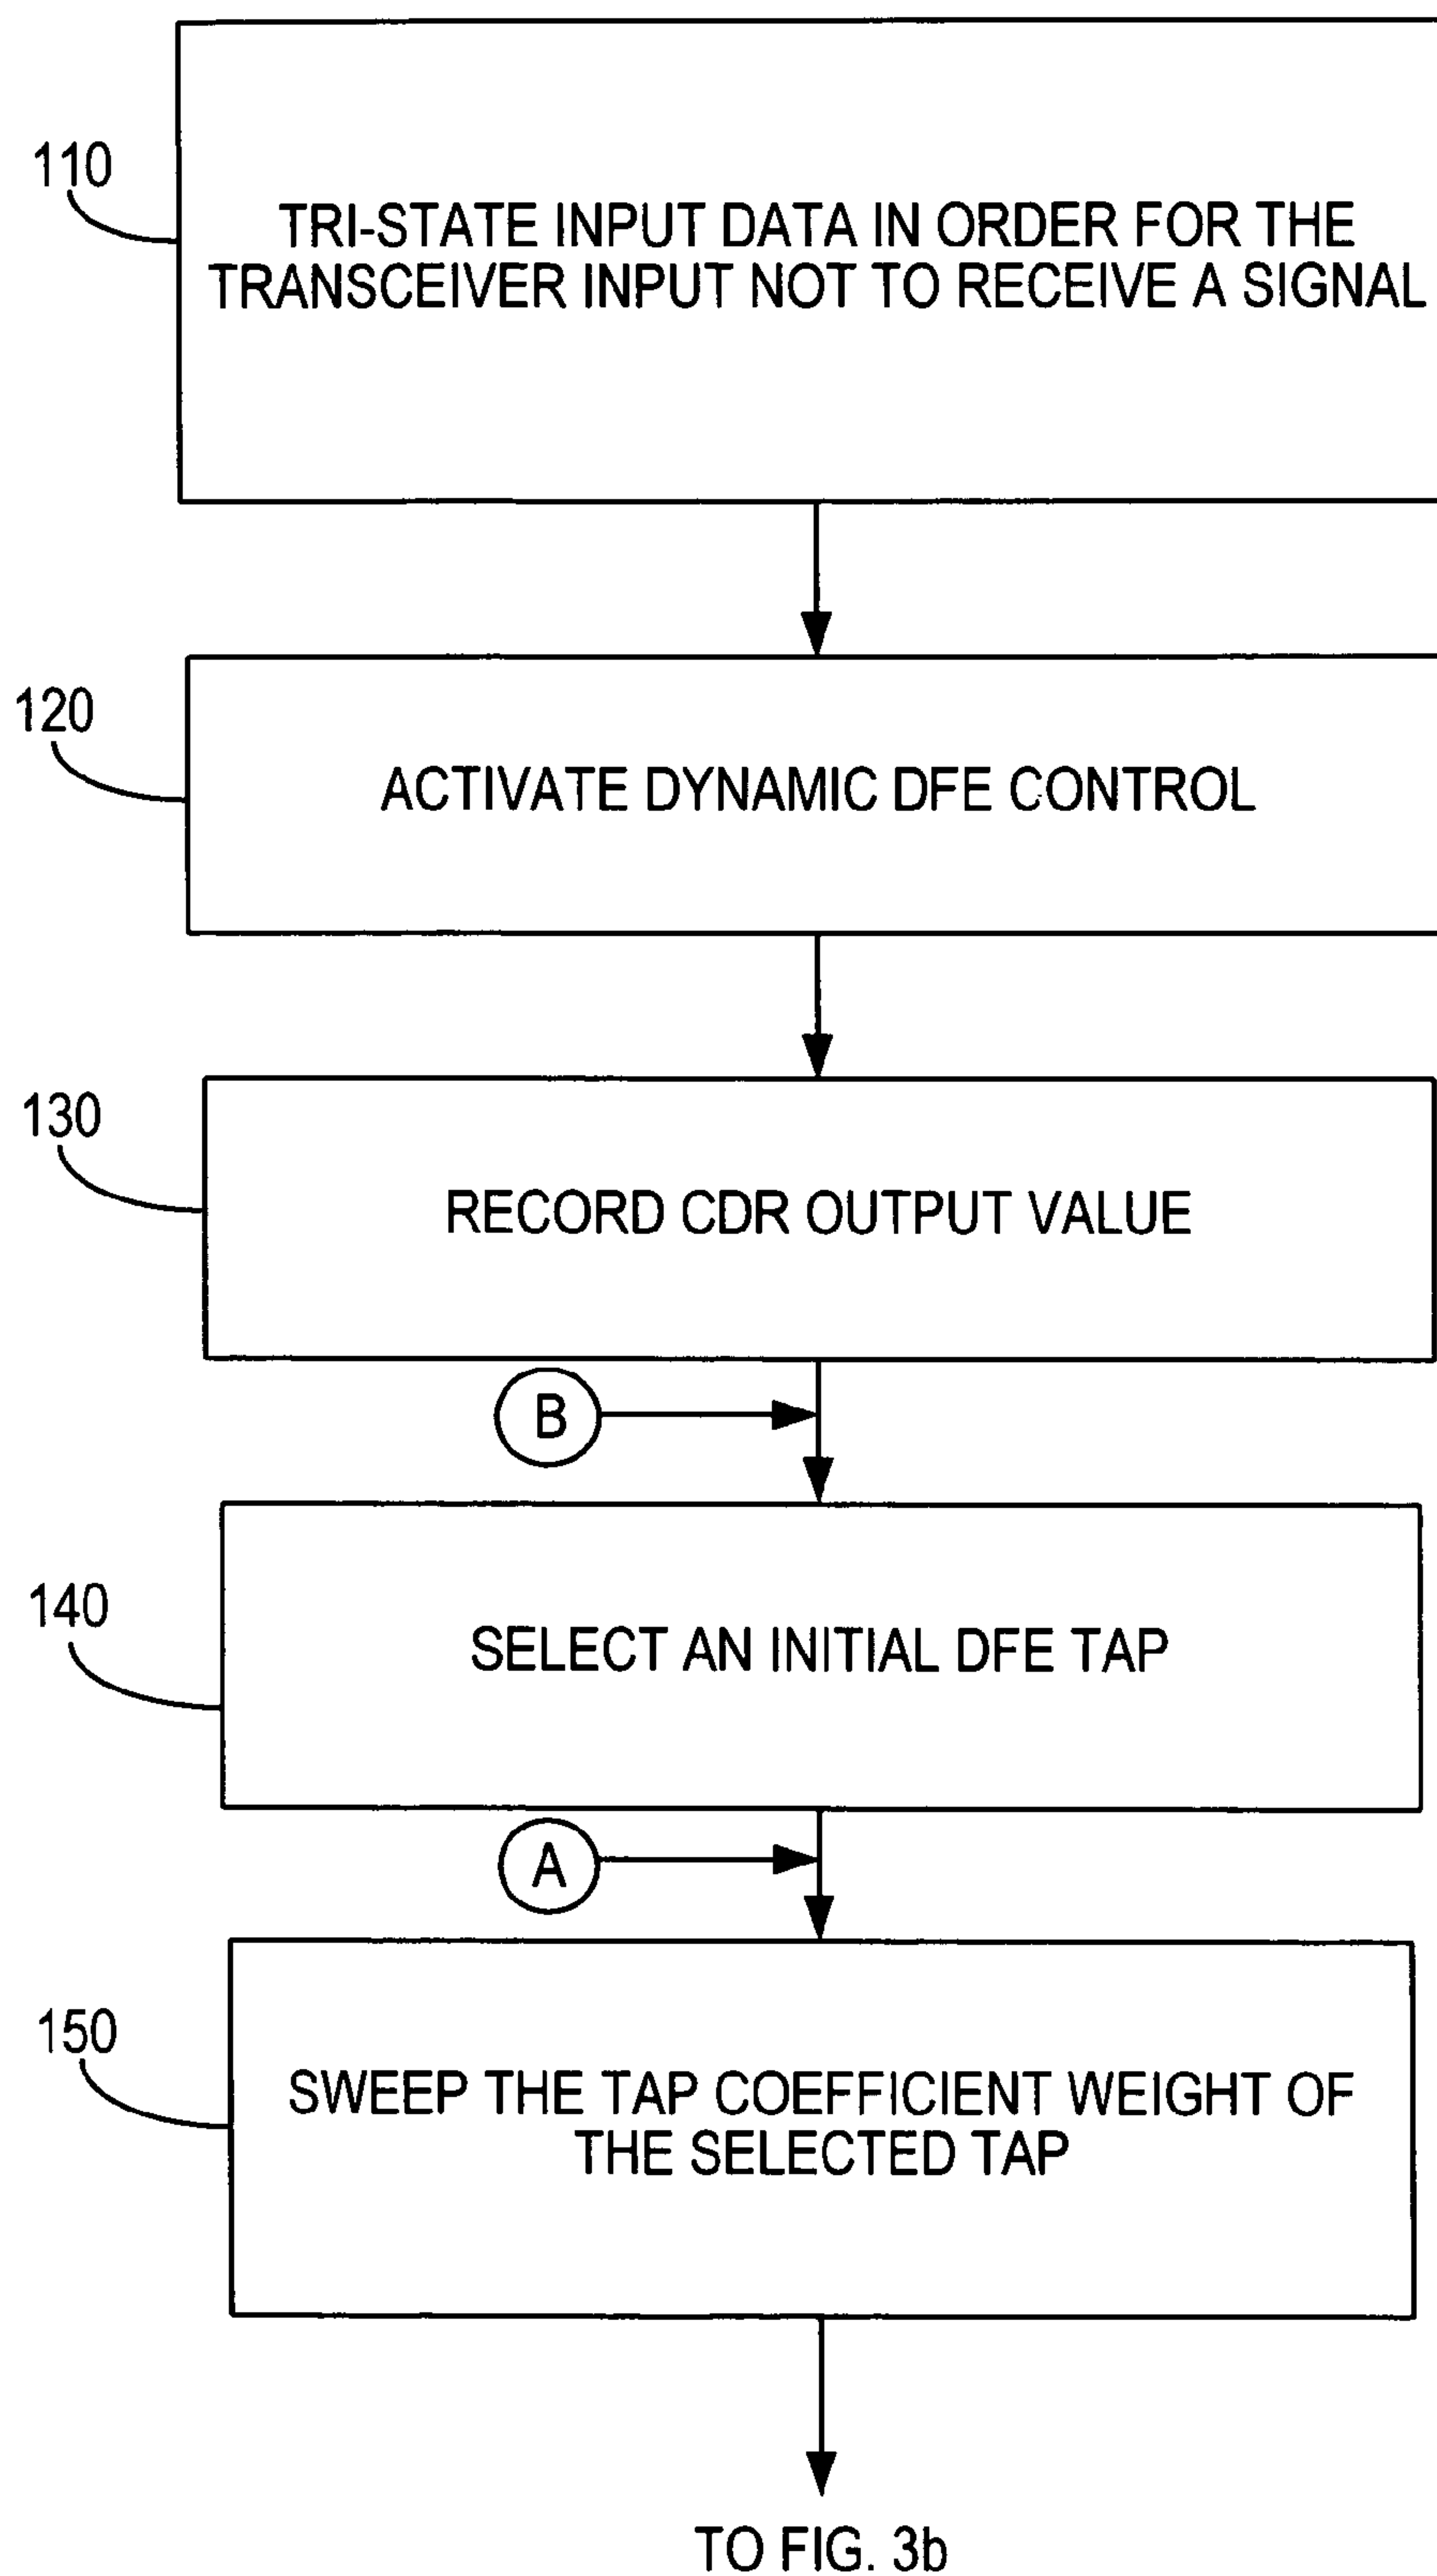 110
TRI-STATE INPUT DATA IN ORDER FOR THE
TRANSCEIVER INPUT NOT TO RECEIVE A SIGNAL
120
ACTIVATE DYNAMIC DFE CONTROL
130
RECORD CDR OUTPUT VALUE
B
140
SELECT AN INITIAL DFE TAP
A
150
SWEEP THE TAP COEFFICIENT WEIGHT OF
THE SELECTED TAP
TO FIG. 3b